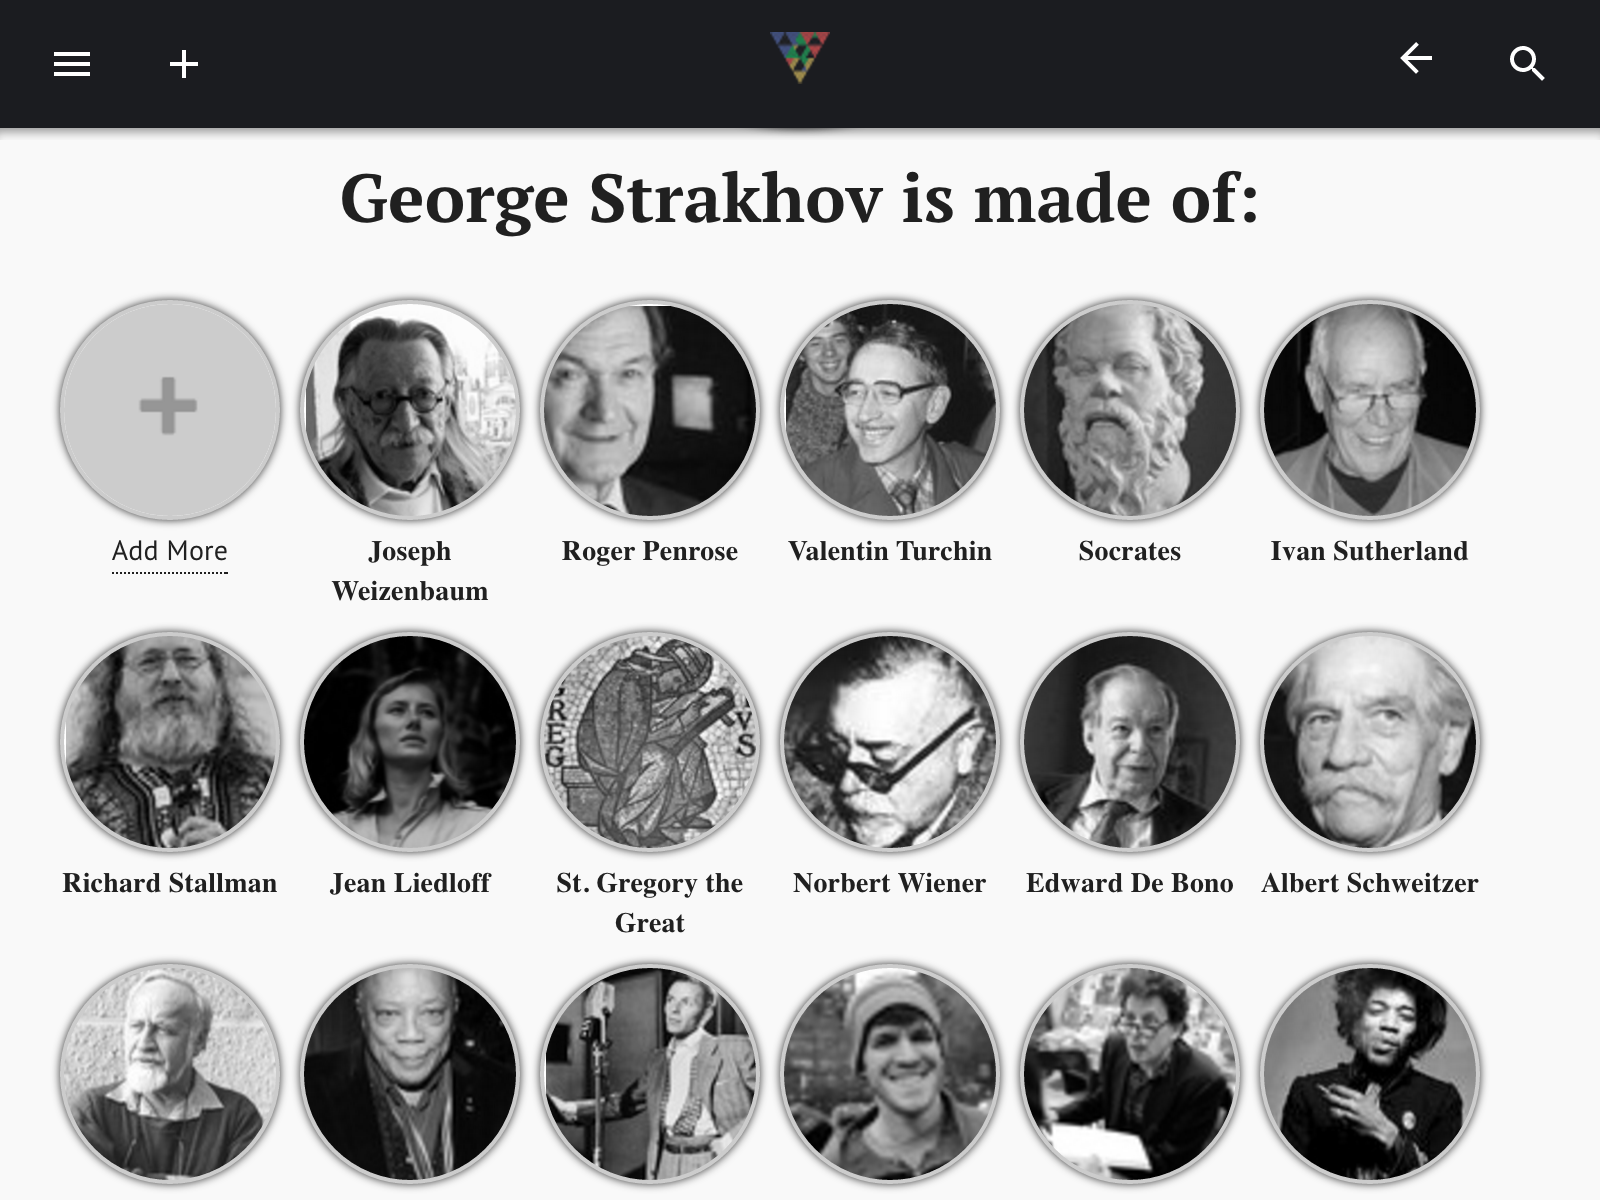 George Strakhov is made of:
Add More
Joseph
Weizenbaum
Roger Penrose
Valentin Turchin
Socrates
Ivan Sutherland
REG
VS
Richard Stallman
Jean Liedloff
St. Gregory the
Great
Norbert Wiener
Edward De Bono
Albert Schweitzer